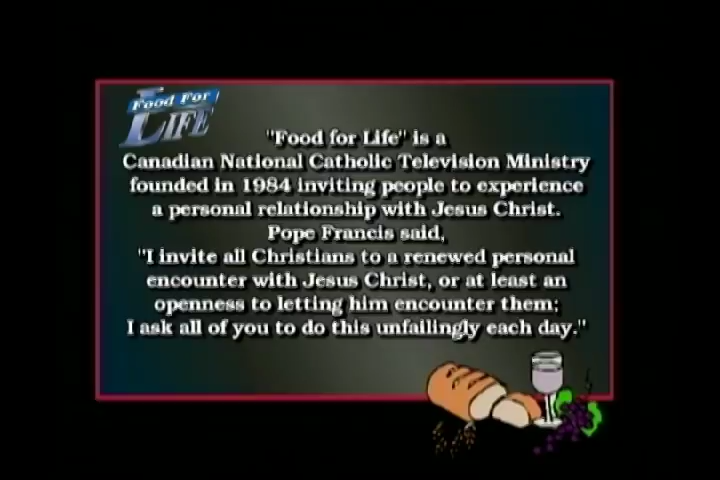 Food For
LIFE
"Food for Life" is a
Canadian National Catholic Television Ministry
founded in 1984 inviting people to experience
a personal relationship with Jesus Christ.
Pope Francis said,
"I invite all Christians to a renewed personal
encounter with Jesus Christ, or at least an
openness to letting him encounter them;
I ask all of you to do this unfailingly each day."